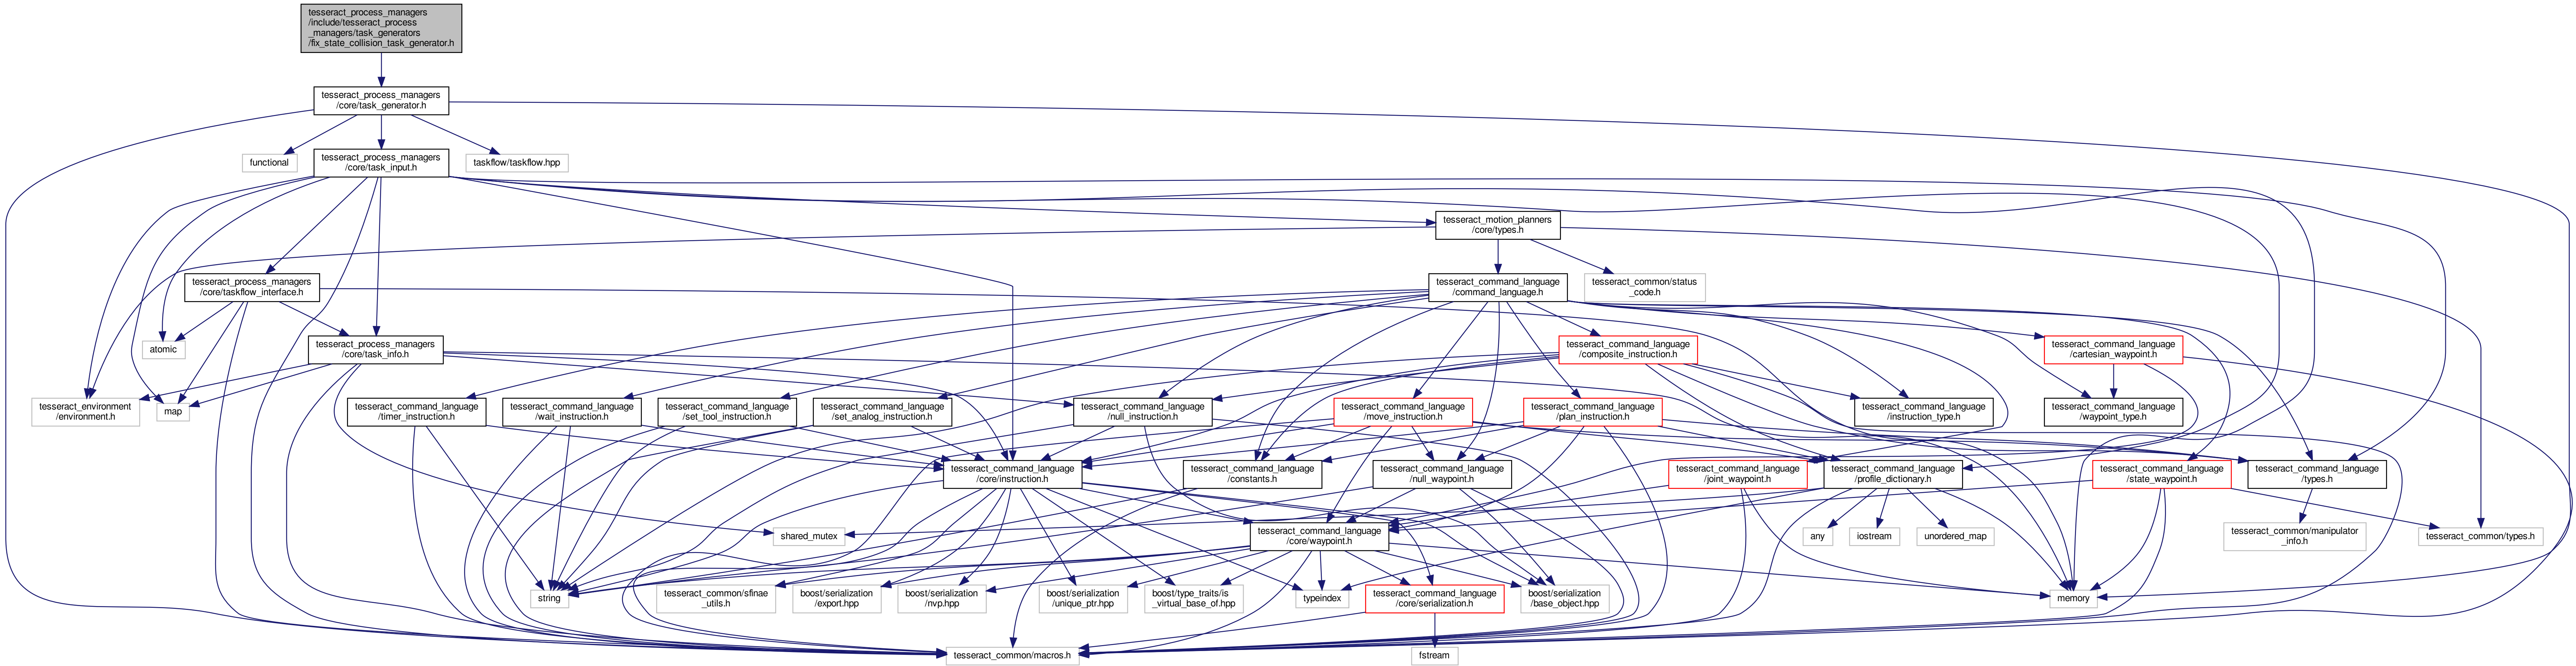 tesseract_process_managers
/include/tesseract_process
_managers/task_generators
/fix_state_collision_task_generator.h
tesseract_process_managers
/core/task_generator.h
functional
tesseract_process_managers
/core/task_input.h
taskflow/taskflow.hpp
tesseract_motion_planners
/core/types.h
tesseract_process_managers
/core/taskflow_interface.h
tesseract_command_language
/command_language.h
tesseract_common/status
_code.h
atomic
tesseract_process_managers
/core/task_info.h
tesseract_command_language
/composite_instruction.h
tesseract_command_language
/cartesian_waypoint.h
tesseract_environment
/environment.h
map
tesseract_command_language
/timer_instruction.h
tesseract_command_language
/wait_instruction.h
tesseract_command_language
/set_tool_instruction.h
tesseract_command_language
/set_analog_instruction.h
tesseract_command_language
/null_instruction.h
tesseract_command_language
/move_instruction.h
tesseract_command_language
/plan_instruction.h
tesseract_command_language
/instruction_type.h
tesseract_command_language
/waypoint_type.h
tesseract_command_language
/core/instruction.h
tesseract_command_language
/constants.h
tesseract_command_language
/null_waypoint.h
tesseract_command_language
/joint_waypoint.h
tesseract_command_language
/profile_dictionary.h
tesseract_command_language
/state_waypoint.h
tesseract_command_language
/types.h
shared_mutex
tesseract_command_language
/core/waypoint.h
any
iostream
unordered_map
tesseract_common/manipulator
_info.h
tesseract_common/types.h
string
tesseract_common/sfinae
_utils.h
boost/serialization
/export.hpp
boost/serialization
/nvp.hpp
boost/serialization
/unique_ptr.hpp
boost/type_traits/is
_virtual_base_of.hpp
typeindex
tesseract_command_language
/core/serialization.h
boost/serialization
/base_object.hpp
memory
tesseract_common/macros.h
fstream